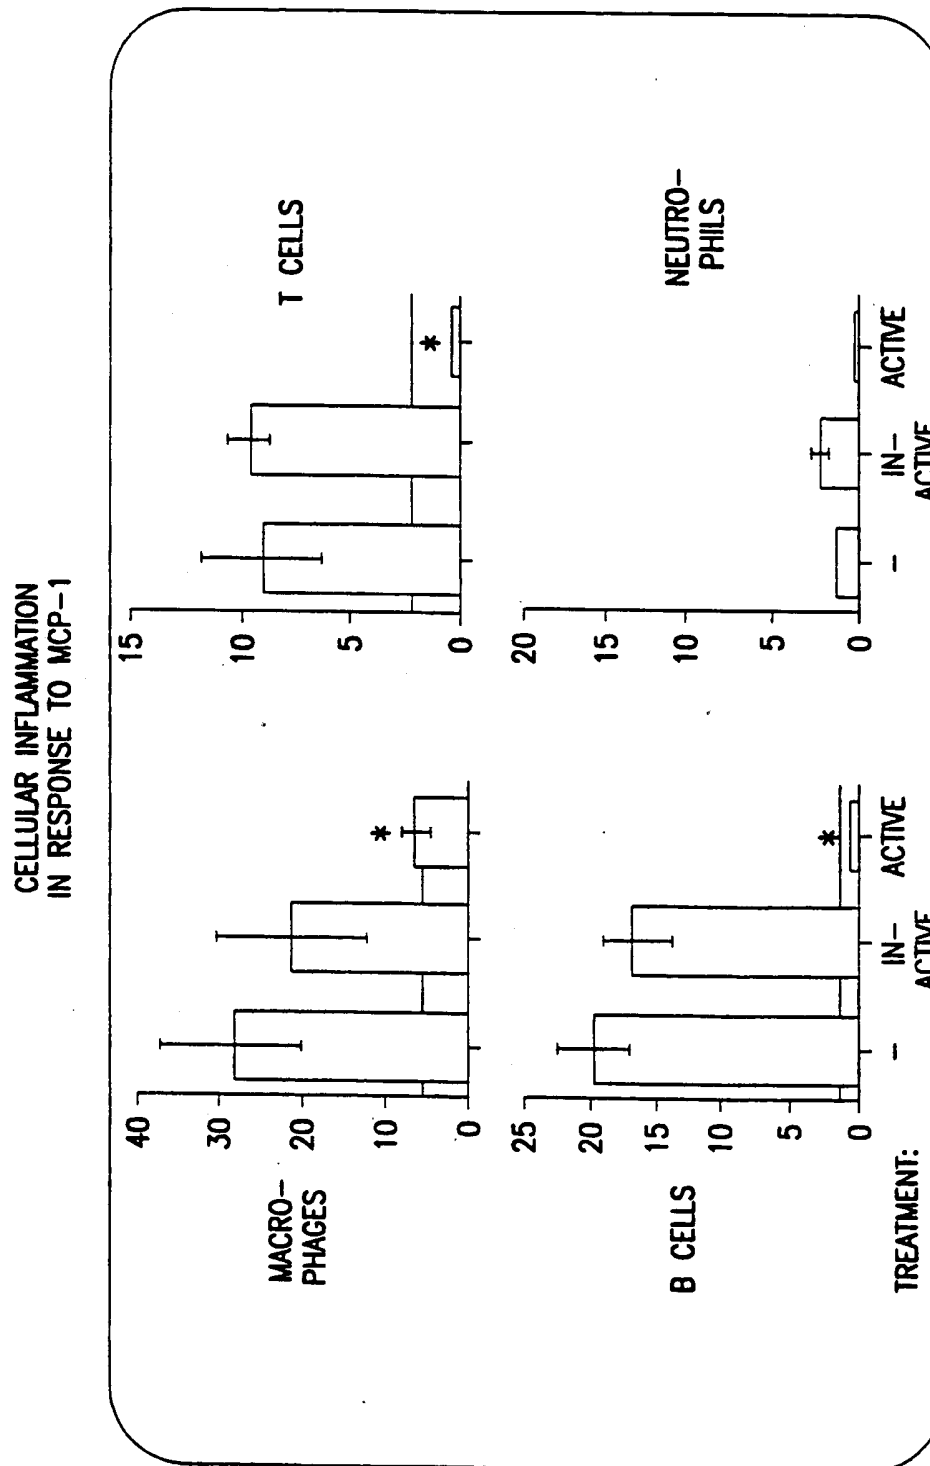 CELLULAR INFLAMMATION
IN RESPONSE TO MCP-1
MACRO-
PHAGES
40
30
20
10
0
*
T CELLS
15
10
5
0
*
B CELLS
25
20
15
10
5
0
*
NEUTRO-
PHILS
20
15
10
5
0
TREATMENT:
–
IN-
ACTIVE
ACTIVE
–
IN-
ACTIVE
ACTIVE